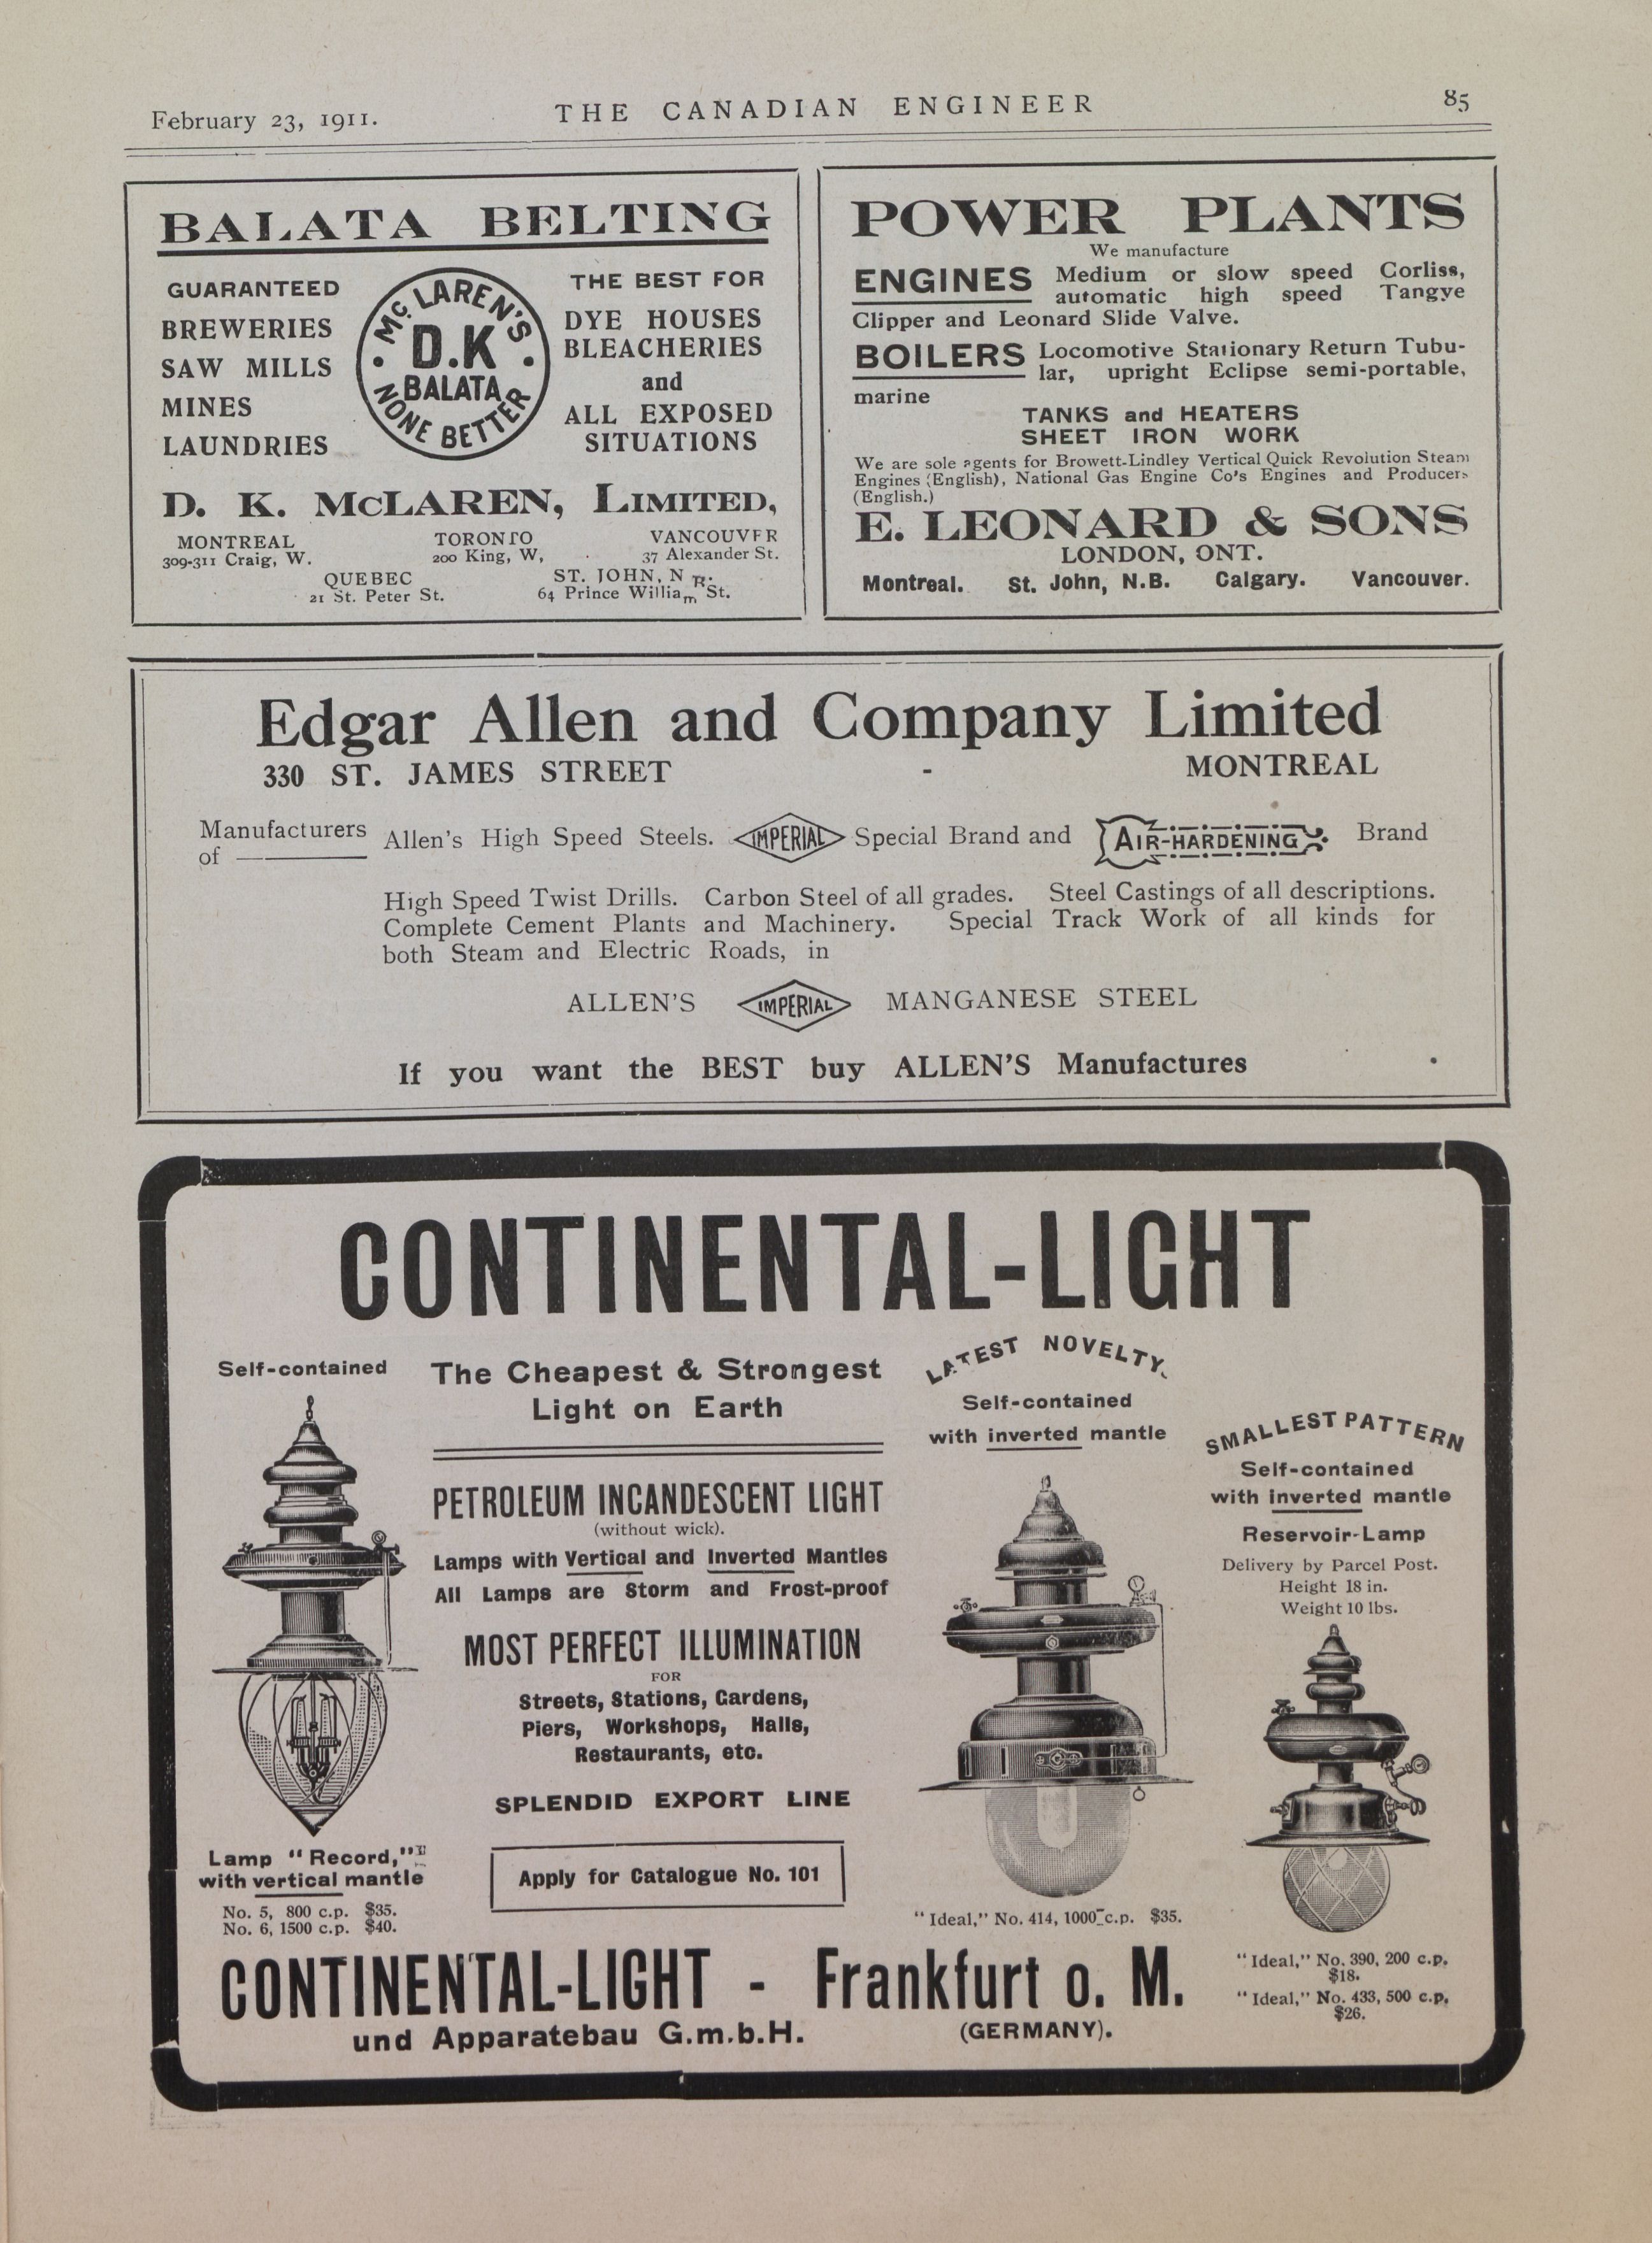 February 23, 1911.
THE CANADIAN ENGINEER
85
BALATA BELTING
GUARANTEED
BREWERIES
SAW MILLS
MINES
LAUNDRIES
McLAREN'S
D.K
BALATA
NONE BETTER
THE BEST FOR
DYE HOUSES
BLEACHERIES
and
ALL EXPOSED
SITUATIONS
D. K. McLAREN, LIMITED,
MONTREAL
309-311 Craig, W.
TORONTO
200 King, W,
VANCOUVER
37 Alexander St.
QUEBEC
21 St. Peter St.
ST. JOHN, N B.
64 Prince William St.
POWER PLANTS
We manufacture
ENGINES Medium or slow speed Corliss,
automatic high speed Tangye
Clipper and Leonard Slide Valve.
BOILERS Locomotive Stationary Return Tubu-
lar, upright Eclipse semi-portable,
marine
TANKS and HEATERS
SHEET IRON WORK
We are sole agents for Browett-Lindley Vertical Quick Revolution Steam
Engines (English), National Gas Engine Co's Engines and Producers
(English.)
E. LEONARD & SONS
LONDON, ONT.
Montreal. St. John, N.B. Calgary. Vancouver.
Edgar Allen and Company Limited
330 ST. JAMES STREET - MONTREAL
Manufacturers
of
Allen's High Speed Steels. IMPERIAL Special Brand and AIR-HARDENING Brand
High Speed Twist Drills. Carbon Steel of all grades. Steel Castings of all descriptions.
Complete Cement Plants and Machinery. Special Track Work of all kinds for
both Steam and Electric Roads, in
ALLEN'S IMPERIAL MANGANESE STEEL
If you want the BEST buy ALLEN'S Manufactures
CONTINENTAL-LIGHT
Self-contained
Lamp "Record,"
with vertical mantle
No. 5, 800 c.p. $35.
No. 6, 1500 c.p. $40.
The Cheapest & Strongest
Light on Earth
PETROLEUM INCANDESCENT LIGHT
(without wick).
Lamps with Vertical and Inverted Mantles
All Lamps are Storm and Frost-proof
MOST PERFECT ILLUMINATION
FOR
Streets, Stations, Gardens,
Piers, Workshops, Halls,
Restaurants, etc.
SPLENDID EXPORT LINE
Apply for Catalogue No. 101
LATEST NOVELTY.
Self-contained
with inverted mantle
"Ideal," No. 414, 1000 c.p. $35.
SMALLEST PATTERN
Self-contained
with inverted mantle
Reservoir-Lamp
Delivery by Parcel Post.
Height 18 in.
Weight 10 lbs.
"Ideal," No. 390, 200 c.p.
$18.
"Ideal," No. 433, 500 c.p.
$26.
CONTINENTAL-LIGHT - Frankfurt o. M.
und Apparatebau G.m.b.H. (GERMANY).